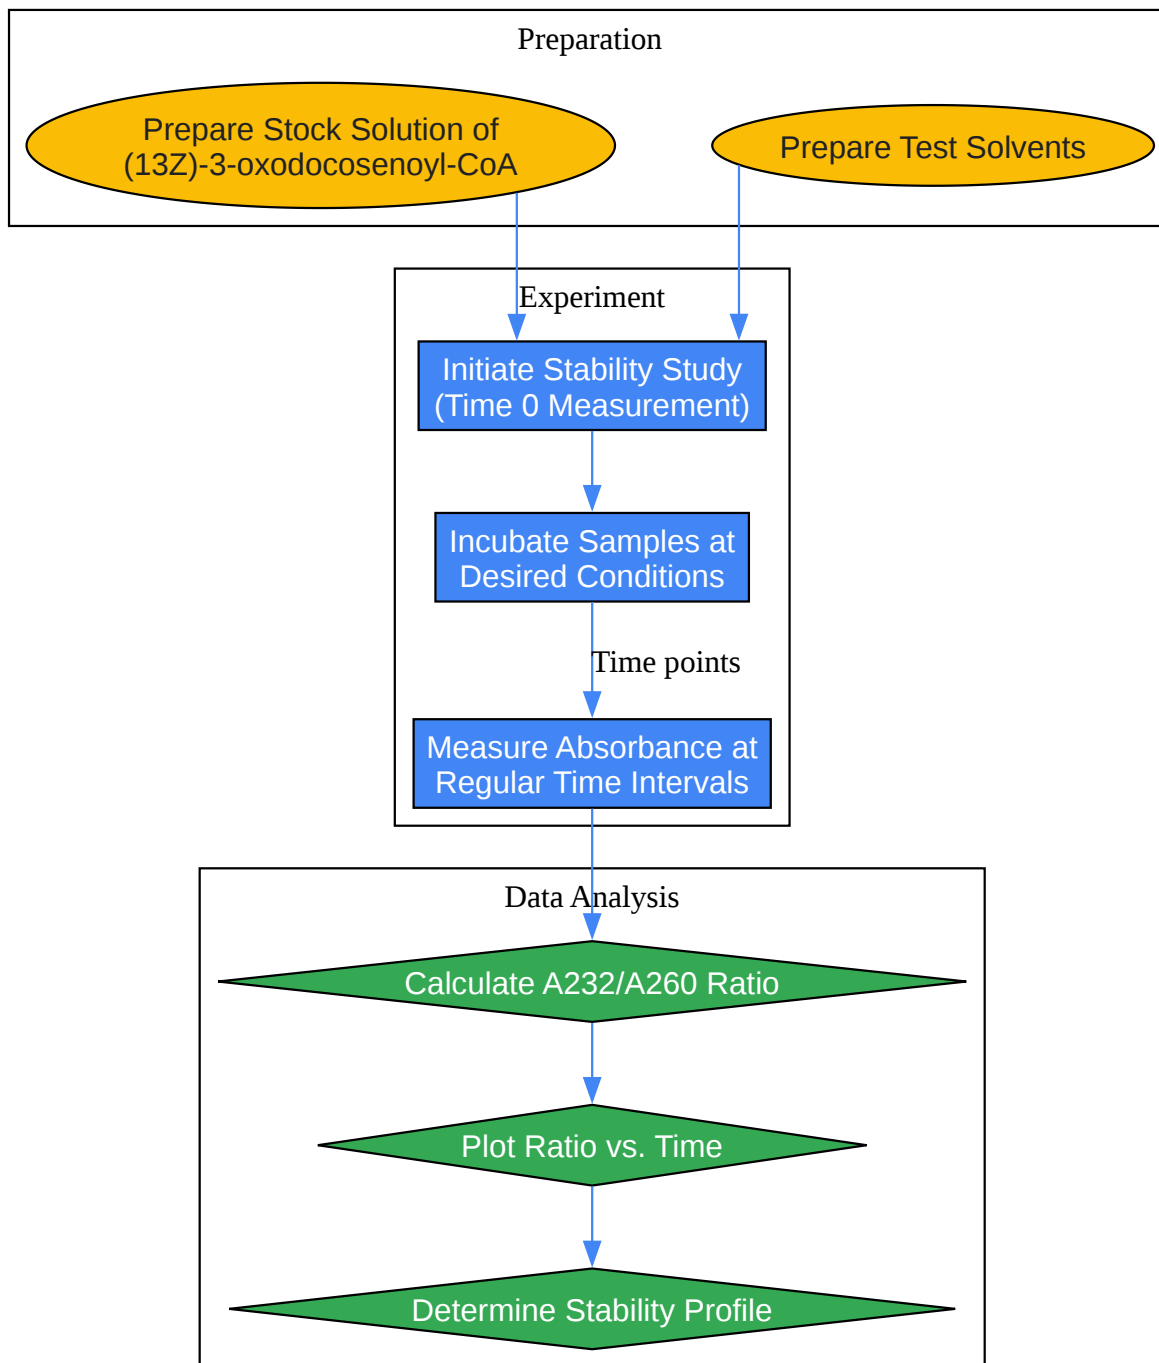 Preparation
Prepare Stock Solution of
(13Z)-3-oxodocosenoyl-CoA
Prepare Test Solvents
Experiment
Initiate Stability Study
(Time 0 Measurement)
Incubate Samples at
Desired Conditions
Time points
Measure Absorbance at
Regular Time Intervals
Data Analysis
Calculate A232/A260 Ratio
Plot Ratio vs. Time
Determine Stability Profile